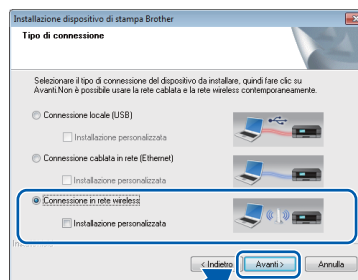 Installazione dispositivo di stampa Brother
Tipo di connessione
Selezionare il tipo di connessione del dispositivo da installare, quindi fare clic su
Avanti.Non è possibile usare la rete cablata e la rete wireless contemporaneamente.
Connessione locale (USB)
Installazione personalizzata
Connessione cablata in rete (Ethernet)
Installazione personalizzata
Connessione in rete wireless
Installazione personalizzata
< Indietro Avanti > Annulla